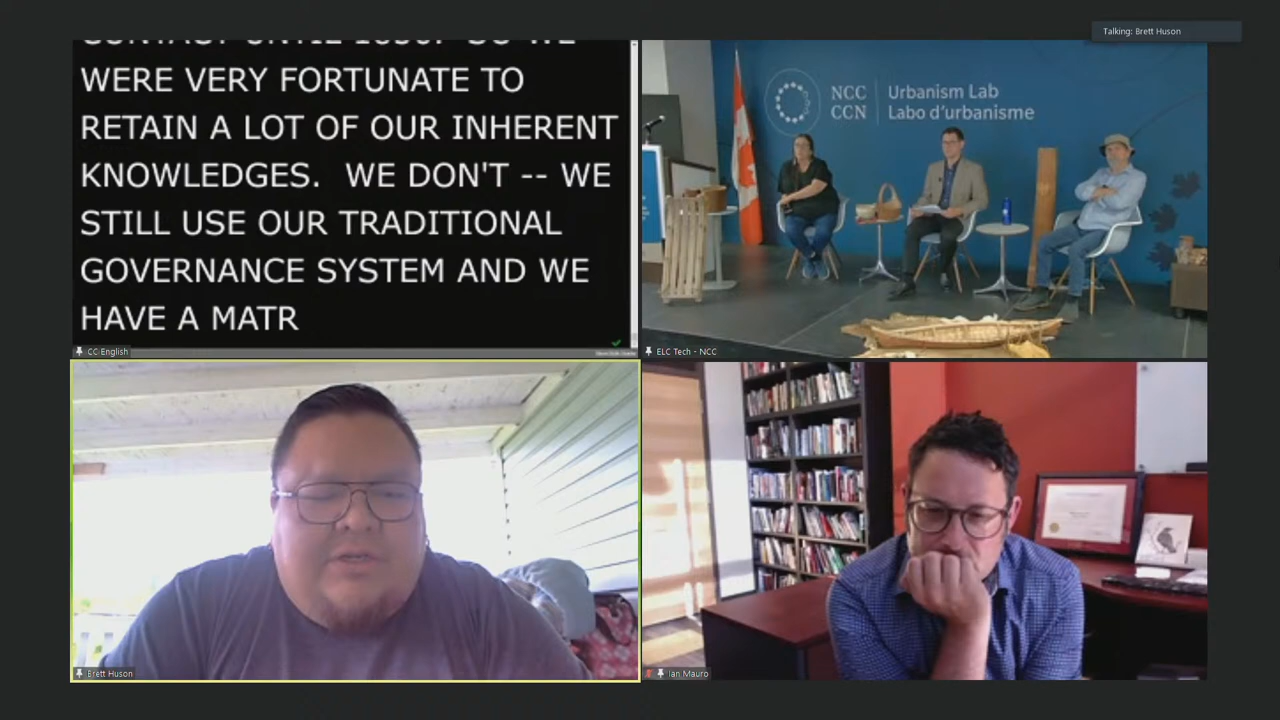 Talking: Brett Huson
WERE VERY FORTUNATE TO
RETAIN A LOT OF OUR INHERENT
KNOWLEDGES.  WE DON'T -- WE
STILL USE OUR TRADITIONAL
GOVERNANCE SYSTEM AND WE
HAVE A MATR
CC English
NCC
CCN
Urbanism Lab
Labo d'urbanisme
ELC Tech - NCC
Brett Huson
Ian Mauro